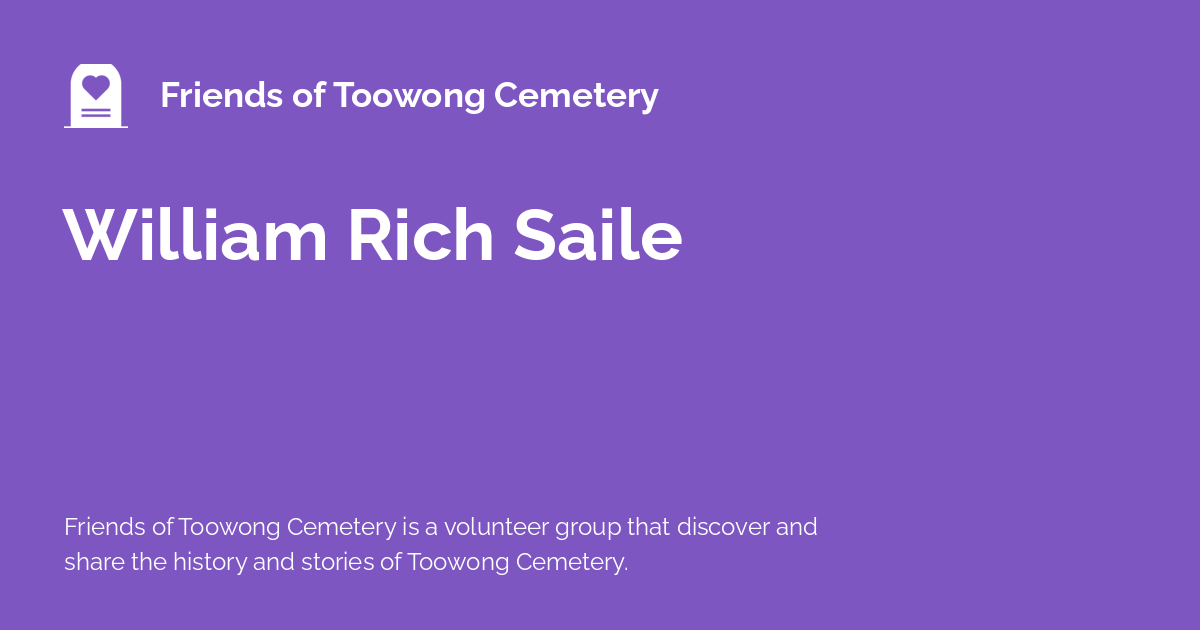 Friends of Toowong Cemetery
William Rich Saile
Friends of Toowong Cemetery is a volunteer group that discover and
share the history and stories of Toowong Cemetery.